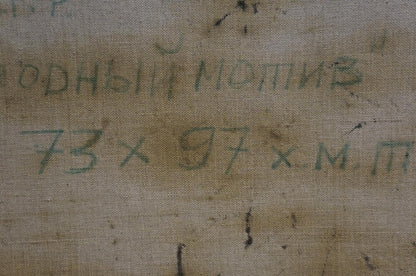 одный мотив"
73 x 97 х.м.